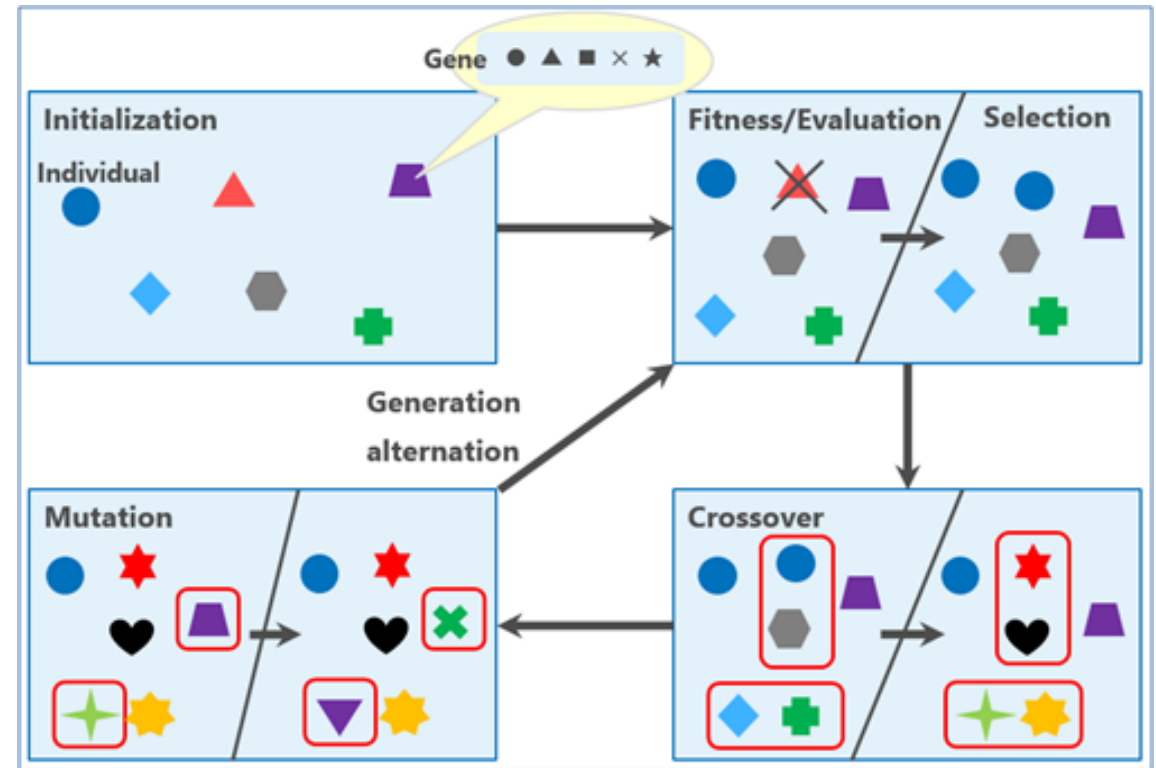 Gene
Initialization
Individual
Fitness/Evaluation
Selection
Generation
alternation
Mutation
Crossover